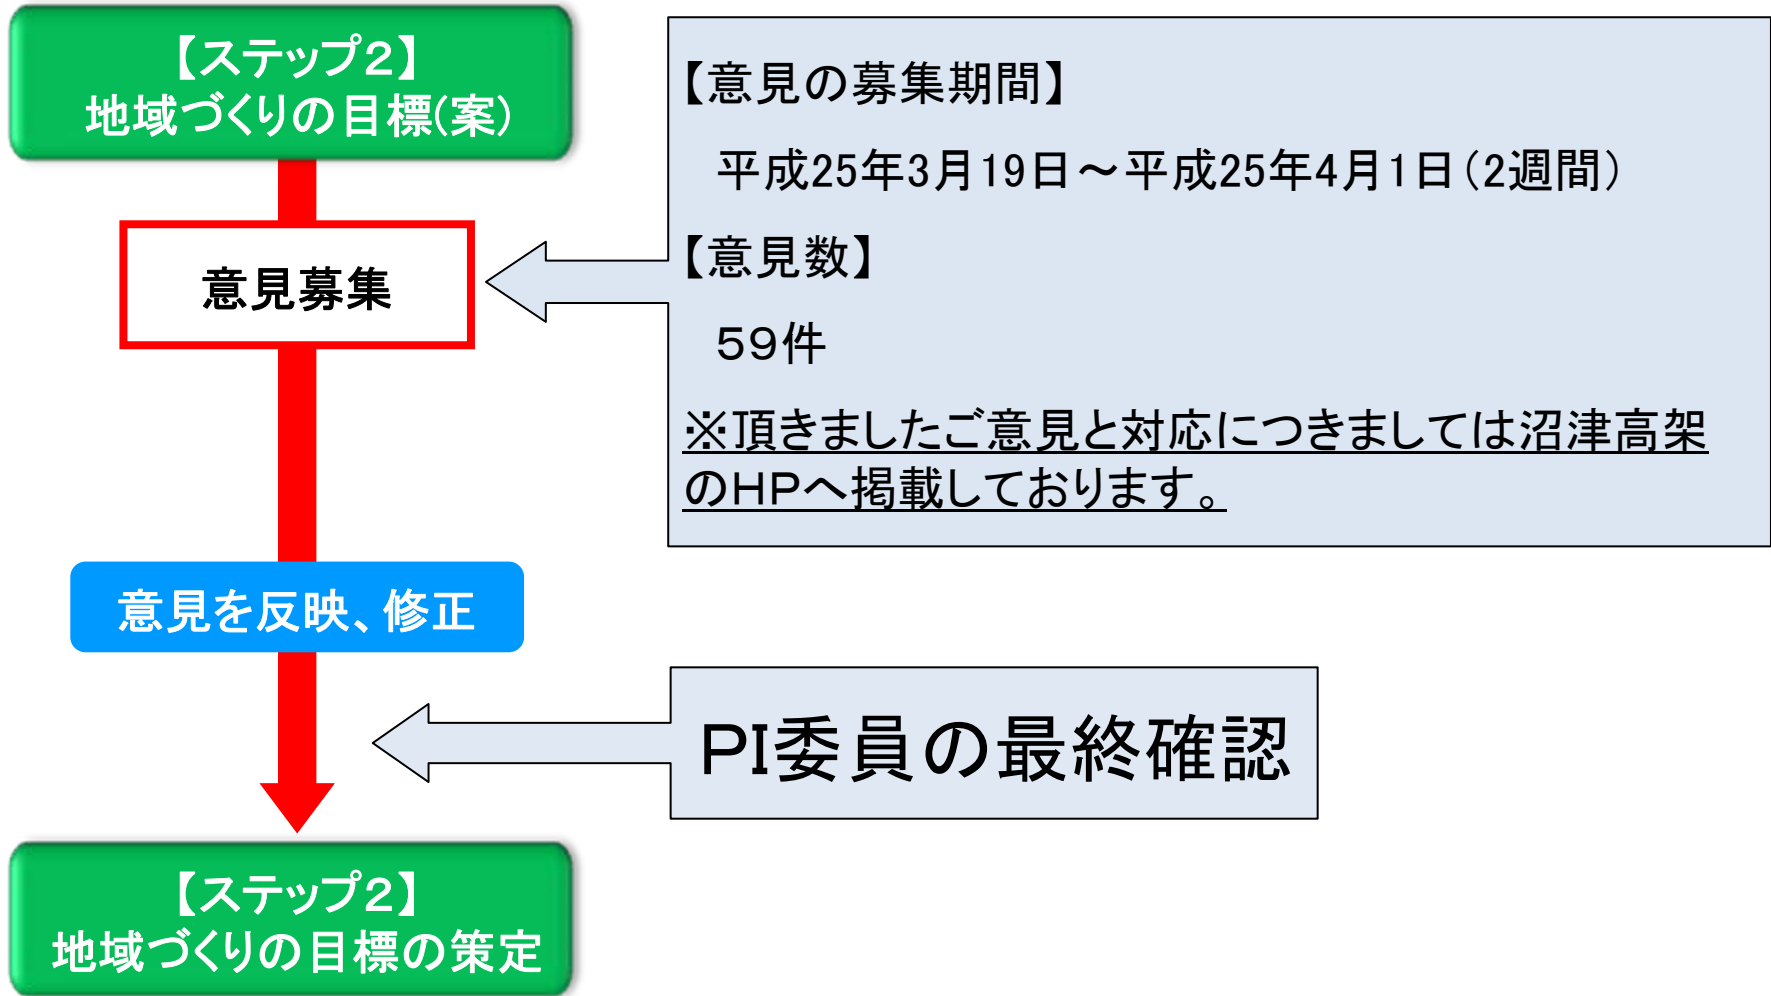 【ステップ２】
地域づくりの目標(案)
【意見の募集期間】
平成25年3月19日～平成25年4月1日（2週間）
【意見数】
５９件
※頂きましたご意見と対応につきましては沼津高架
のＨＰへ掲載しております。
意見募集
意見を反映、修正
ＰＩ委員の最終確認
【ステップ２】
地域づくりの目標の策定